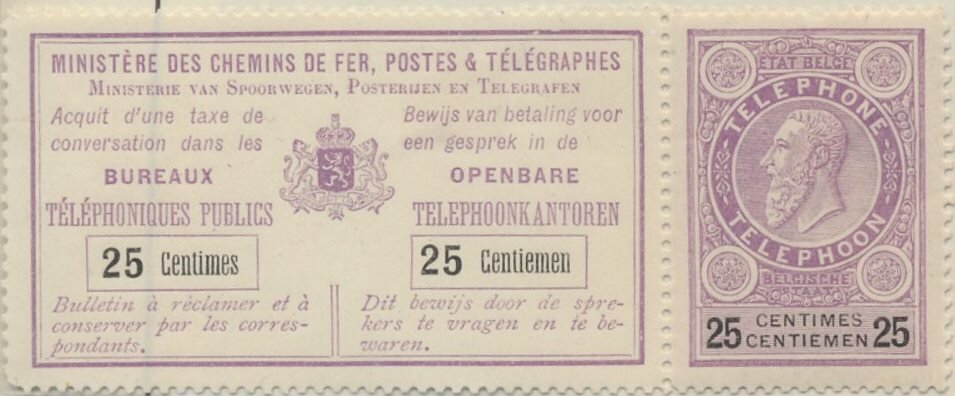 MINISTÈRE DES CHEMINS DE FER, POSTES & TÉLÉGRAPHES
MINISTERIE VAN SPOORWEGEN, POSTERIJEN EN TELEGRAFEN
Acquit d'une taxe de
conversation dans les
BUREAUX
TÉLÉPHONIQUES PUBLICS
25 Centimes
Bulletin à réclamer et à
conserver par les corres-
pondants.
Bewijs van betaling voor
een gesprek in de
OPENBARE
TELEPHOONKANTOREN
25 Centiemen
Dit bewijs door de spre-
kers te vragen en te be-
waren.
ETAT BELGE
TELEPHONE
TELEPHOON
BELGISCHE
STAAT
25 CENTIMES 25
CENTIEMEN